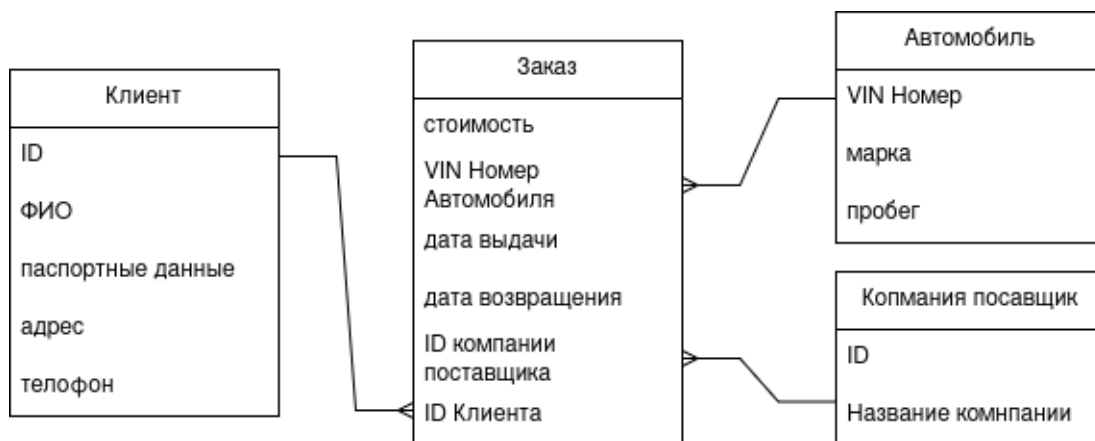 Клиент
ID
ФИО
паспортные данные
адрес
телофон
Заказ
стоимость
VIN Номер
Автомобиля
дата выдачи
дата возвращения
ID компании
поставщика
ID Клиента
Автомобиль
VIN Номер
марка
пробег
Копмания посавщик
ID
Название комнпании